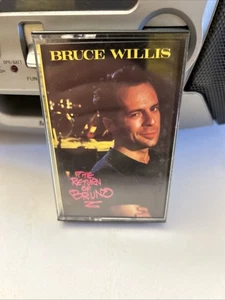 BRUCE WILLIS
THE
RETURN OF
BRUNO